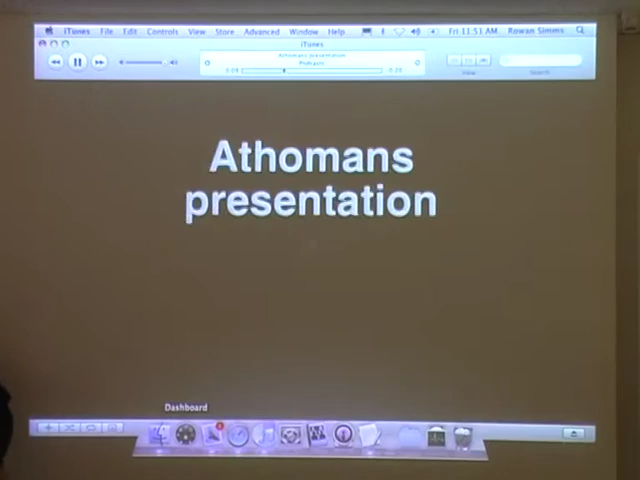 iTunes File Edit Controls View Store Advanced Window Help Fri 11:51 AM Rowan Simms
iTunes
Athomans presentation
Podcasts
View
Search
Athomans
presentation
Dashboard